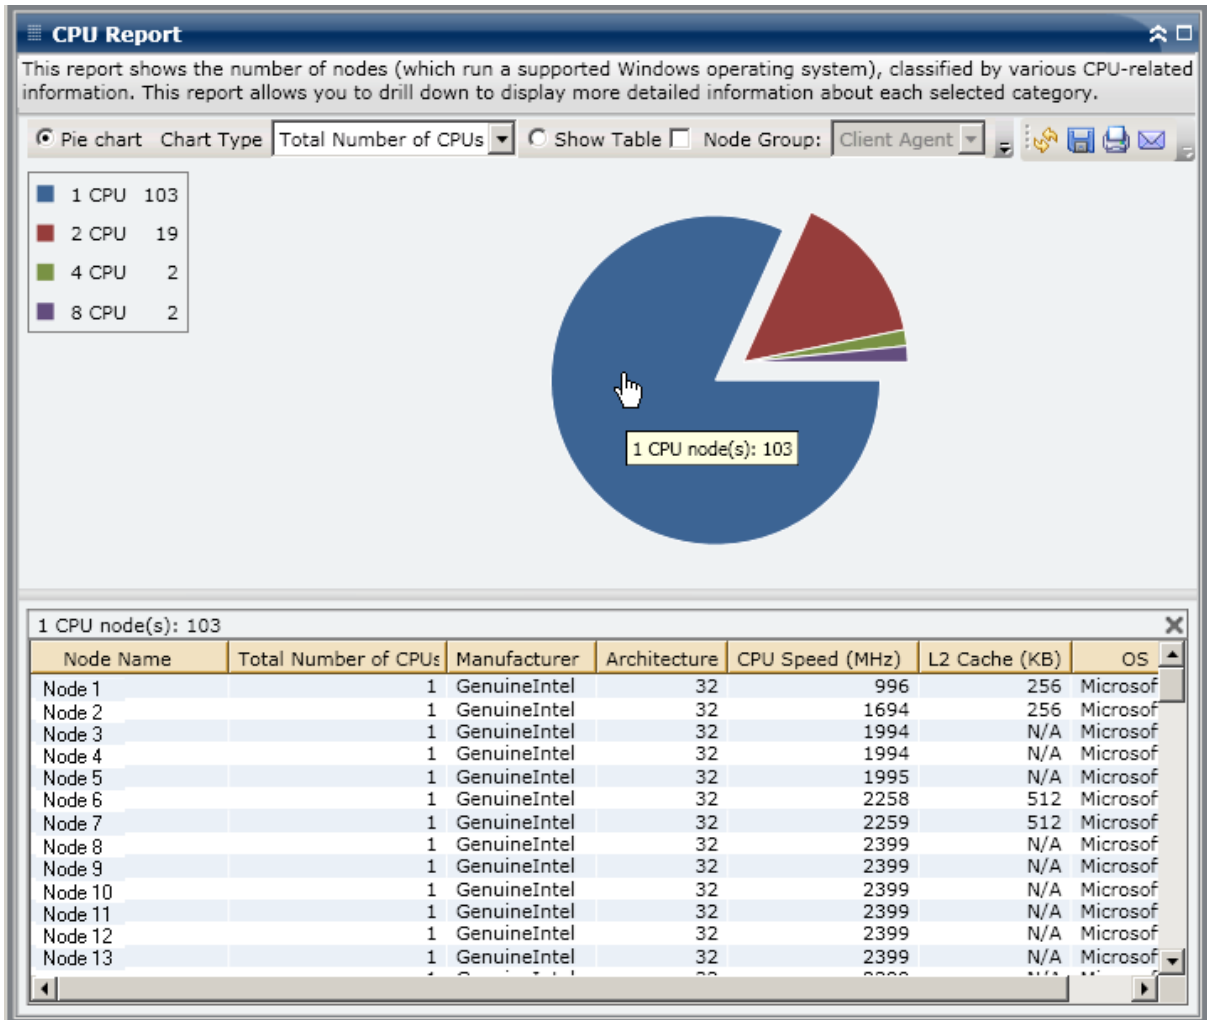 CPU Report
This report shows the number of nodes (which run a supported Windows operating system), classified by various CPU-related
information. This report allows you to drill down to display more detailed information about each selected category.
Pie chart Chart Type Total Number of CPUs Show Table Node Group: Client Agent
1 CPU 103
2 CPU 19
4 CPU 2
8 CPU 2
1 CPU node(s): 103
1 CPU node(s): 103
Node Name Total Number of CPUs Manufacturer Architecture CPU Speed (MHz) L2 Cache (KB) OS
Node 1 1 GenuineIntel 32 996 256 Microsof
Node 2 1 GenuineIntel 32 1694 256 Microsof
Node 3 1 GenuineIntel 32 1994 N/A Microsof
Node 4 1 GenuineIntel 32 1994 N/A Microsof
Node 5 1 GenuineIntel 32 1995 N/A Microsof
Node 6 1 GenuineIntel 32 2258 512 Microsof
Node 7 1 GenuineIntel 32 2259 512 Microsof
Node 8 1 GenuineIntel 32 2399 N/A Microsof
Node 9 1 GenuineIntel 32 2399 N/A Microsof
Node 10 1 GenuineIntel 32 2399 N/A Microsof
Node 11 1 GenuineIntel 32 2399 N/A Microsof
Node 12 1 GenuineIntel 32 2399 N/A Microsof
Node 13 1 GenuineIntel 32 2399 N/A Microsof